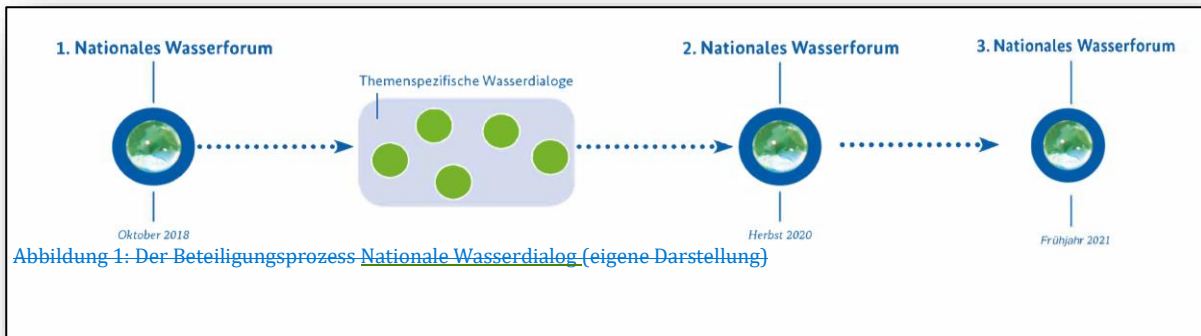 1. Nationales Wasserforum
2. Nationales Wasserforum
3. Nationales Wasserforum
Themenspezifische Wasserdialoge
Oktober 2018
Herbst 2020
Frühjahr 2021
Abbildung 1: Der Beteiligungsprozess Nationale Wasserdialog (eigene Darstellung)